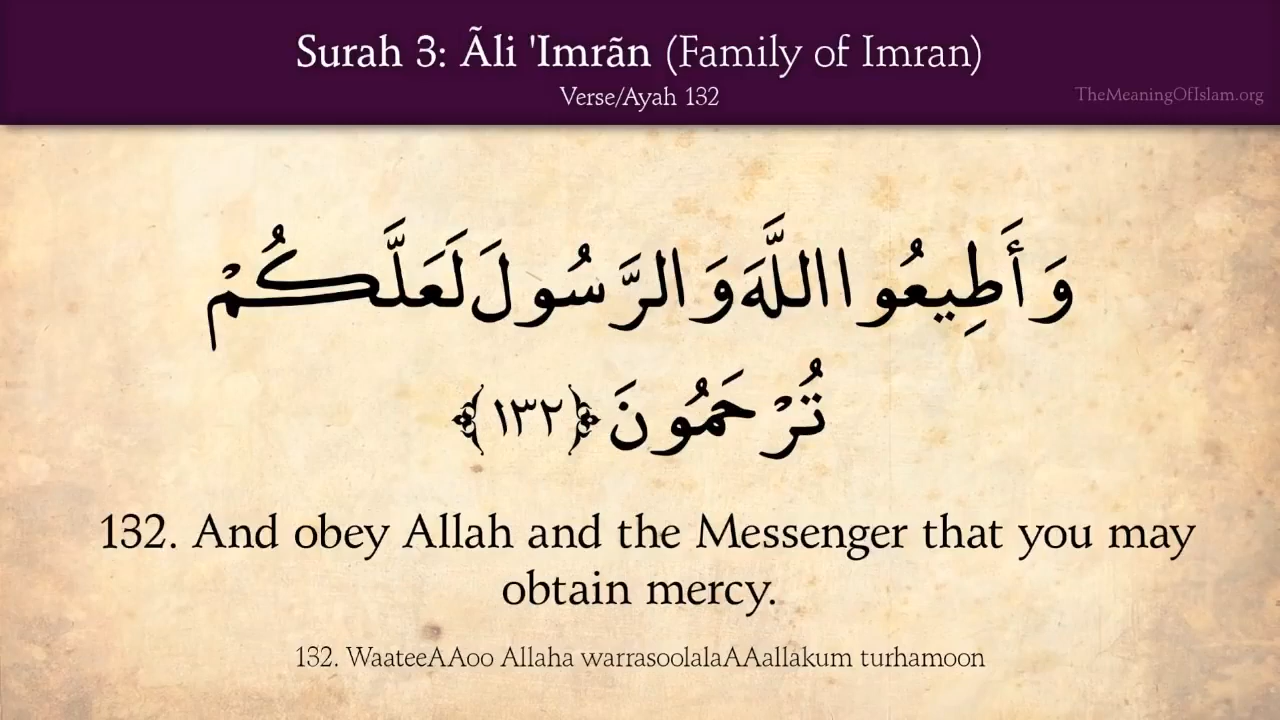 Surah 3: Ãli 'Imrãn (Family of Imran)
Verse/Ayah 132
TheMeaningOfIslam.org
وَأَطِيعُوا اللَّهَ وَالرَّسُولَ لَعَلَّكُمْ
تُرْحَمُونَ ﴿١٣٢﴾
132. And obey Allah and the Messenger that you may
obtain mercy.
132. WaateeAAoo Allaha warrasoolalaAAallakum turhamoon